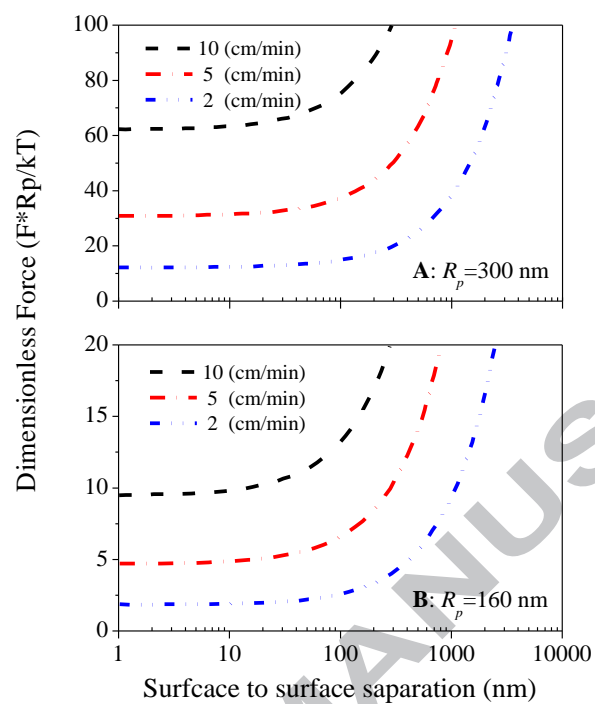 Dimensionless Force (F*Rp/kT)
100
80
60
40
20
0
10 (cm/min)
5 (cm/min)
2 (cm/min)
A: Rp=300 nm
20
15
10
5
0
10 (cm/min)
5 (cm/min)
2 (cm/min)
B: Rp=160 nm
1 10 100 1000 10000
Surfcace to surface saparation (nm)
MANUS